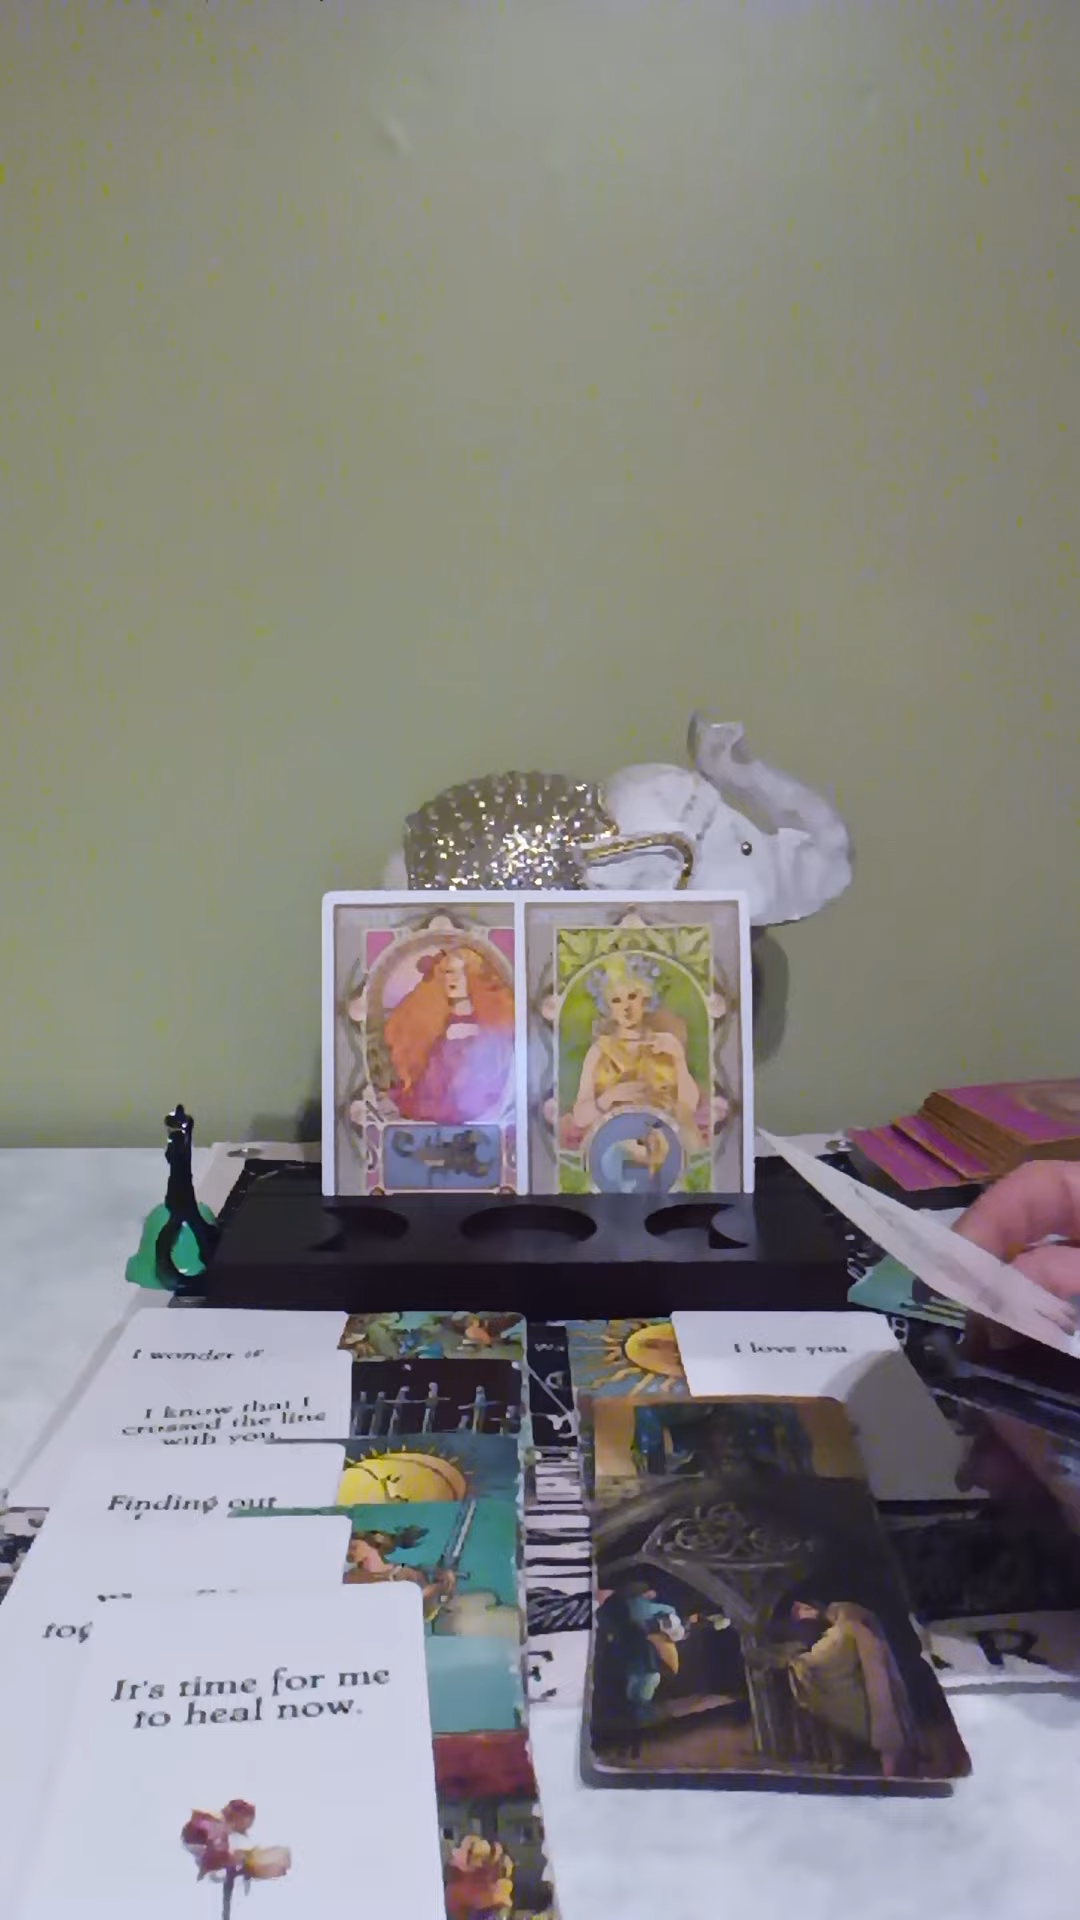 I wonder if
I know that I
crossed the line
with you.
Finding out
I love you.
It's time for me
to heal now.
R